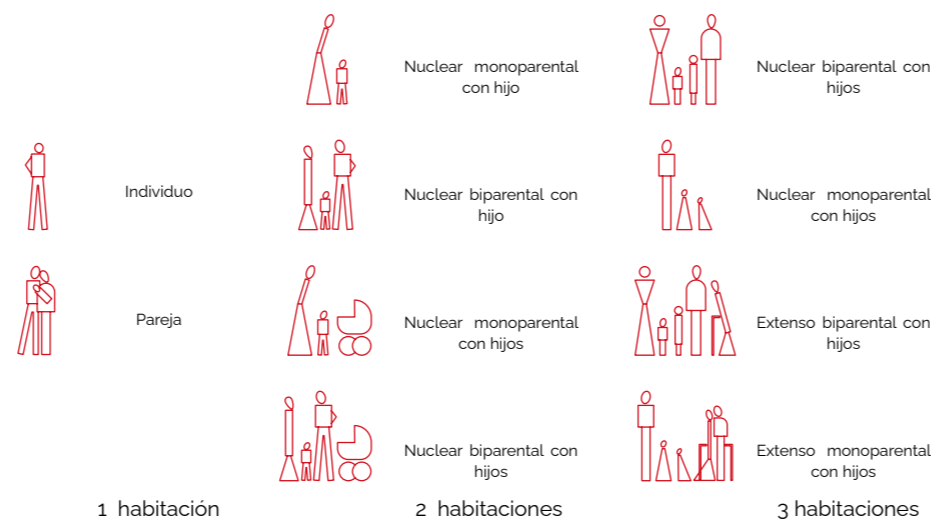 Nuclear monoparental
con hijo
Nuclear biparental con
hijos
Individuo
Nuclear biparental con
hijo
Nuclear monoparental
con hijos
Pareja
Nuclear monoparental
con hijos
Extenso biparental con
hijos
Nuclear biparental con
hijos
Extenso monoparental
con hijos
1 habitación
2 habitaciones
3 habitaciones